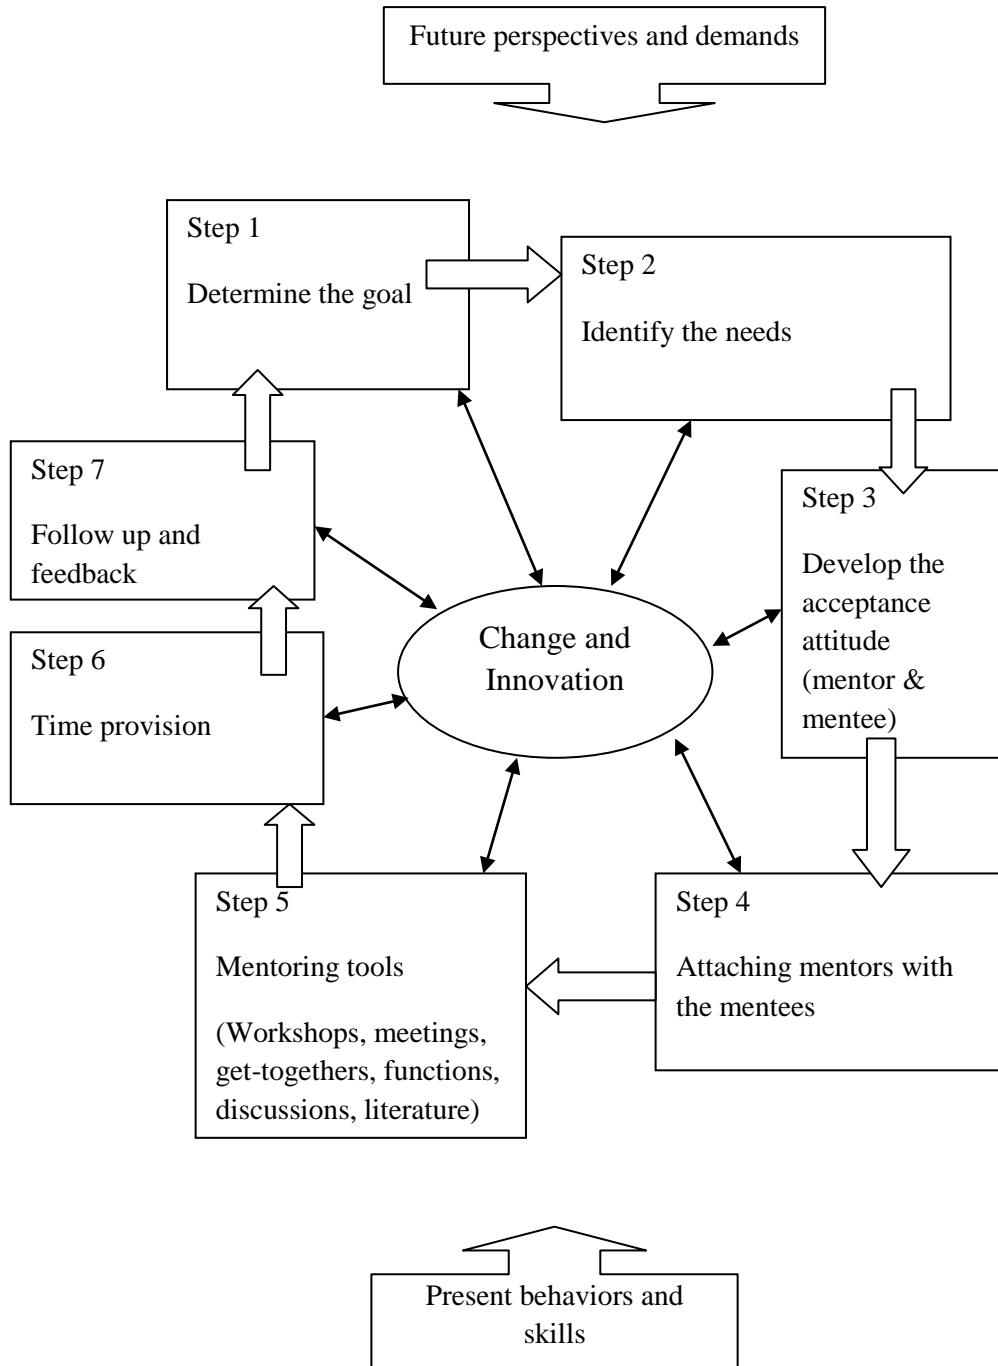 Future perspectives and demands
Step 1
Determine the goal
Step 2
Identify the needs
Step 3
Develop the
acceptance
attitude
(mentor &
mentee)
Step 4
Attaching mentors with
the mentees
Step 5
Mentoring tools
(Workshops, meetings,
get-togethers, functions,
discussions, literature)
Step 6
Time provision
Step 7
Follow up and
feedback
Change and
Innovation
Present behaviors and
skills